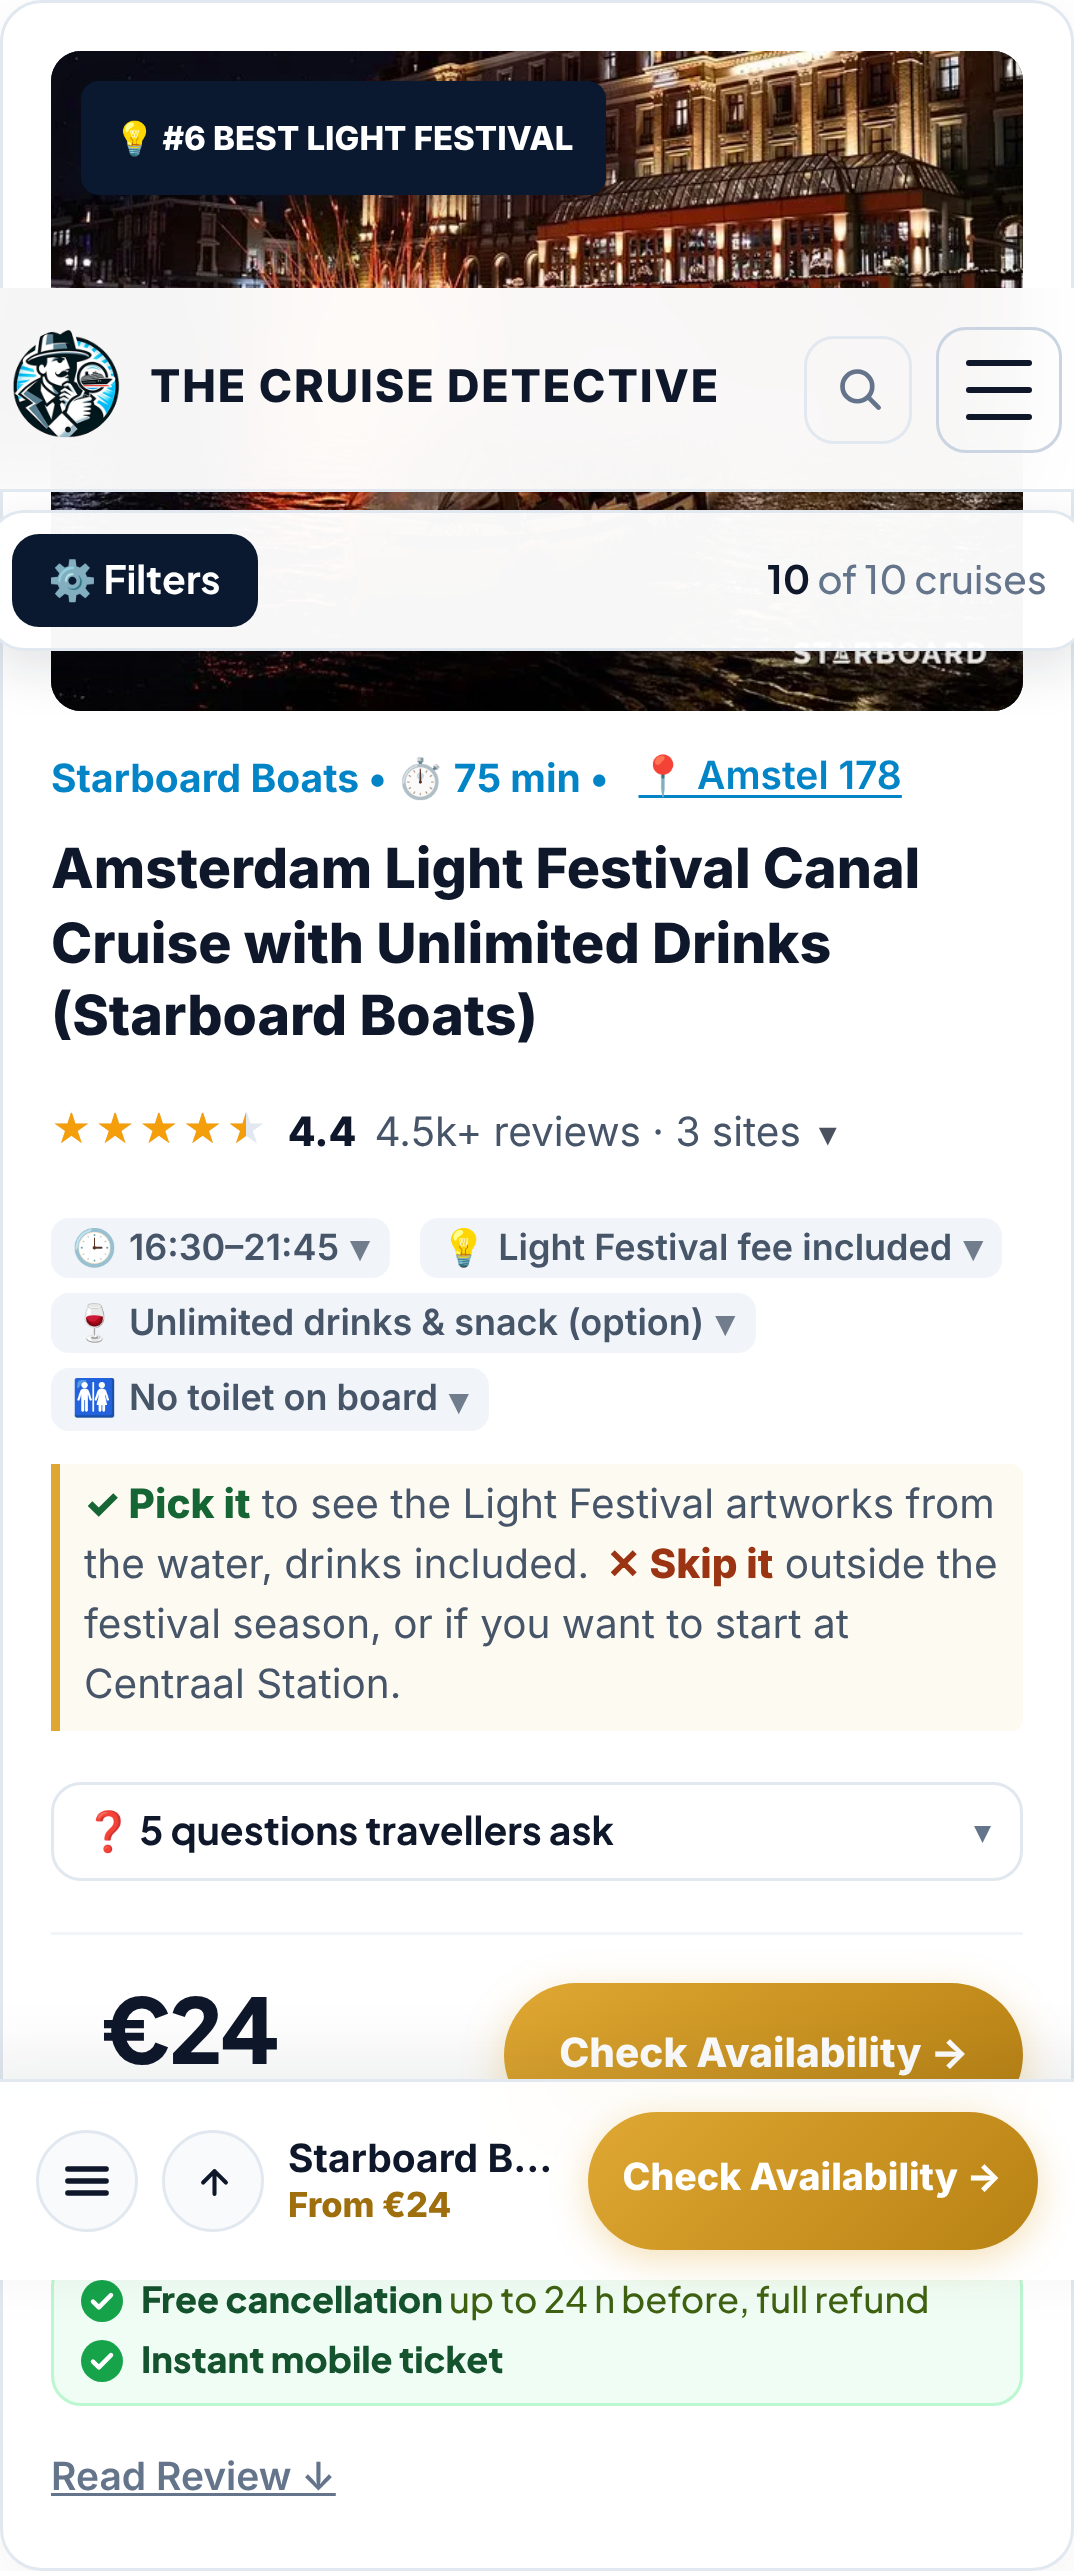 💡 #6 BEST LIGHT FESTIVAL
THE CRUISE DETECTIVE
⚙️ Filters
10 of 10 cruises
STARBOARD
Starboard Boats • ⏱️ 75 min • 📍 Amstel 178
Amsterdam Light Festival Canal
Cruise with Unlimited Drinks
(Starboard Boats)
★★★★★ 4.4 4.5k+ reviews · 3 sites ▾
🕒 16:30–21:45 ▾
💡 Light Festival fee included ▾
🍷 Unlimited drinks & snack (option) ▾
🚻 No toilet on board ▾
✓ Pick it to see the Light Festival artworks from
the water, drinks included. ✕ Skip it outside the
festival season, or if you want to start at
Centraal Station.
❓ 5 questions travellers ask ▾
€24
Check Availability →
Starboard B...
From €24
Check Availability →
Free cancellation up to 24 h before, full refund
Instant mobile ticket
Read Review ↓